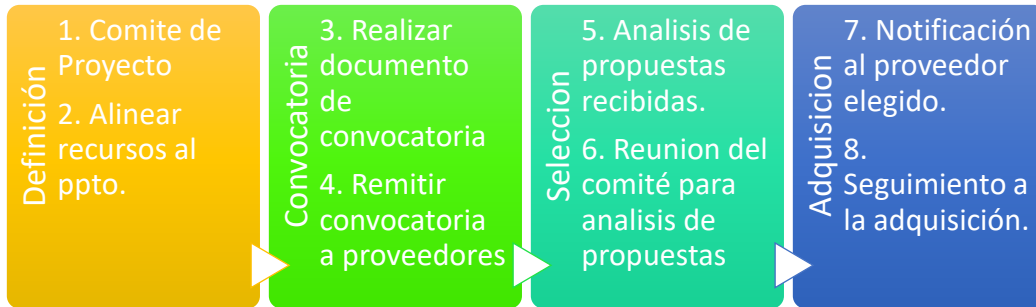 Definición
1. Comite de
Proyecto
2. Alinear
recursos al
ppto.
Convocatoria
3. Realizar
documento
de
convocatoria
4. Remitir
convocatoria
a proveedores
Seleccion
5. Analisis de
propuestas
recibidas.
6. Reunion del
comité para
analisis de
propuestas
Adquisicion
7. Notificación
al proveedor
elegido.
8.
Seguimiento a
la adquisición.